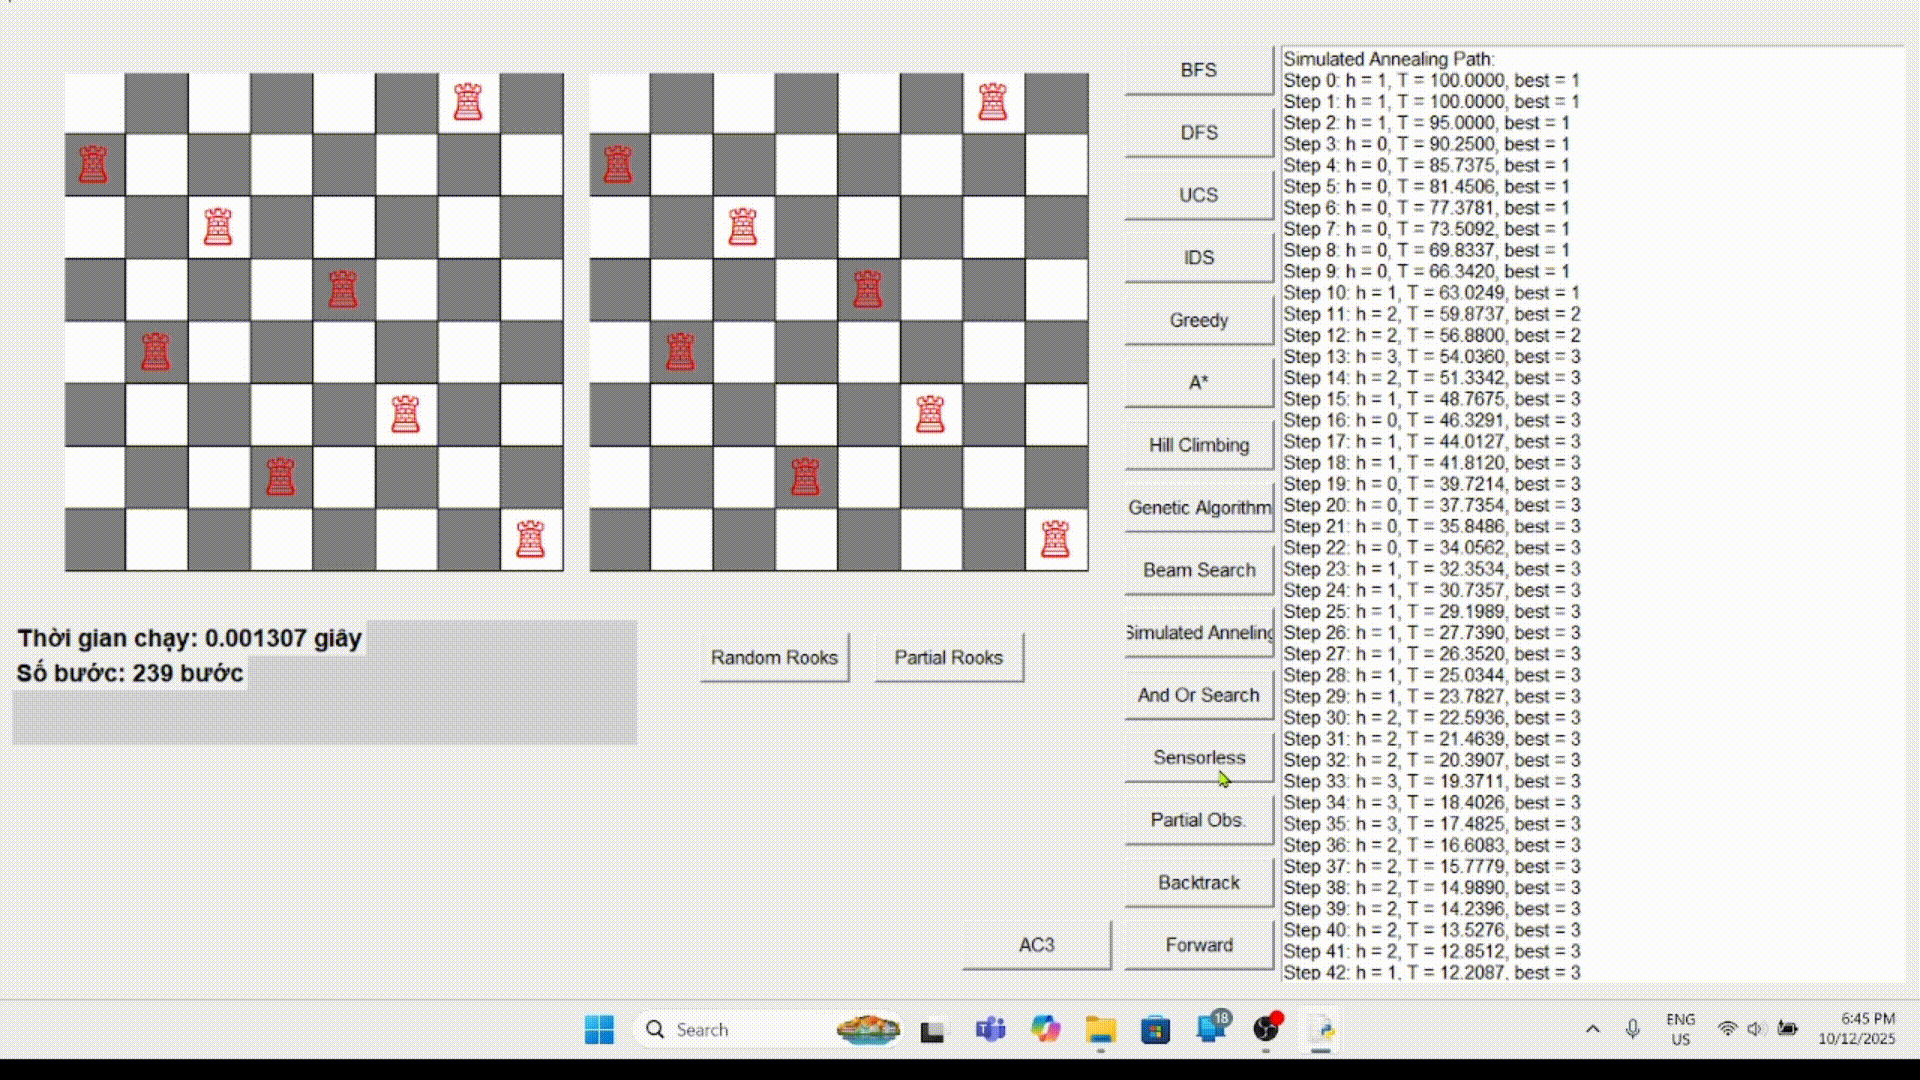 Thời gian chạy: 0.001307 giây
Số bước: 239 bước
Random Rooks
Partial Rooks
AC3
BFS
DFS
UCS
IDS
Greedy
A*
Hill Climbing
Genetic Algorithm
Beam Search
Simulated Anneling
And Or Search
Sensorless
Partial Obs.
Backtrack
Forward
Simulated Annealing Path:
Step 0: h = 1, T = 100.0000, best = 1
Step 1: h = 1, T = 100.0000, best = 1
Step 2: h = 1, T = 95.0000, best = 1
Step 3: h = 0, T = 90.2500, best = 1
Step 4: h = 0, T = 85.7375, best = 1
Step 5: h = 0, T = 81.4506, best = 1
Step 6: h = 0, T = 77.3781, best = 1
Step 7: h = 0, T = 73.5092, best = 1
Step 8: h = 0, T = 69.8337, best = 1
Step 9: h = 0, T = 66.3420, best = 1
Step 10: h = 1, T = 63.0249, best = 1
Step 11: h = 2, T = 59.8737, best = 2
Step 12: h = 2, T = 56.8800, best = 2
Step 13: h = 3, T = 54.0360, best = 3
Step 14: h = 2, T = 51.3342, best = 3
Step 15: h = 1, T = 48.7675, best = 3
Step 16: h = 0, T = 46.3291, best = 3
Step 17: h = 1, T = 44.0127, best = 3
Step 18: h = 1, T = 41.8120, best = 3
Step 19: h = 0, T = 39.7214, best = 3
Step 20: h = 0, T = 37.7354, best = 3
Step 21: h = 0, T = 35.8486, best = 3
Step 22: h = 0, T = 34.0562, best = 3
Step 23: h = 1, T = 32.3534, best = 3
Step 24: h = 1, T = 30.7357, best = 3
Step 25: h = 1, T = 29.1989, best = 3
Step 26: h = 1, T = 27.7390, best = 3
Step 27: h = 1, T = 26.3520, best = 3
Step 28: h = 1, T = 25.0344, best = 3
Step 29: h = 1, T = 23.7827, best = 3
Step 30: h = 2, T = 22.5936, best = 3
Step 31: h = 2, T = 21.4639, best = 3
Step 32: h = 2, T = 20.3907, best = 3
Step 33: h = 3, T = 19.3711, best = 3
Step 34: h = 3, T = 18.4026, best = 3
Step 35: h = 3, T = 17.4825, best = 3
Step 36: h = 2, T = 16.6083, best = 3
Step 37: h = 2, T = 15.7779, best = 3
Step 38: h = 2, T = 14.9890, best = 3
Step 39: h = 2, T = 14.2396, best = 3
Step 40: h = 2, T = 13.5276, best = 3
Step 41: h = 2, T = 12.8512, best = 3
Step 42: h = 1, T = 12.2087, best = 3
Search
18
ENG
US
6:45 PM
10/12/2025